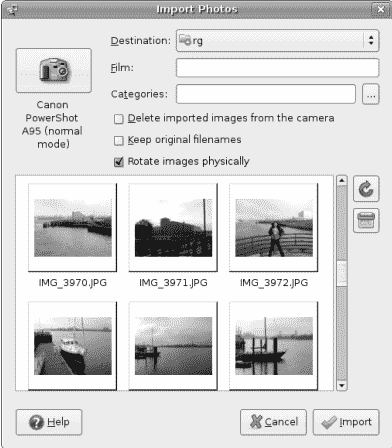 Import Photos
Destination: rg
Film:
Canon PowerShot A95 (normal mode)
Categories: ...
Delete imported images from the camera
Keep original filenames
Rotate images physically
IMG_3970.JPG IMG_3971.JPG IMG_3972.JPG
Help Cancel Import